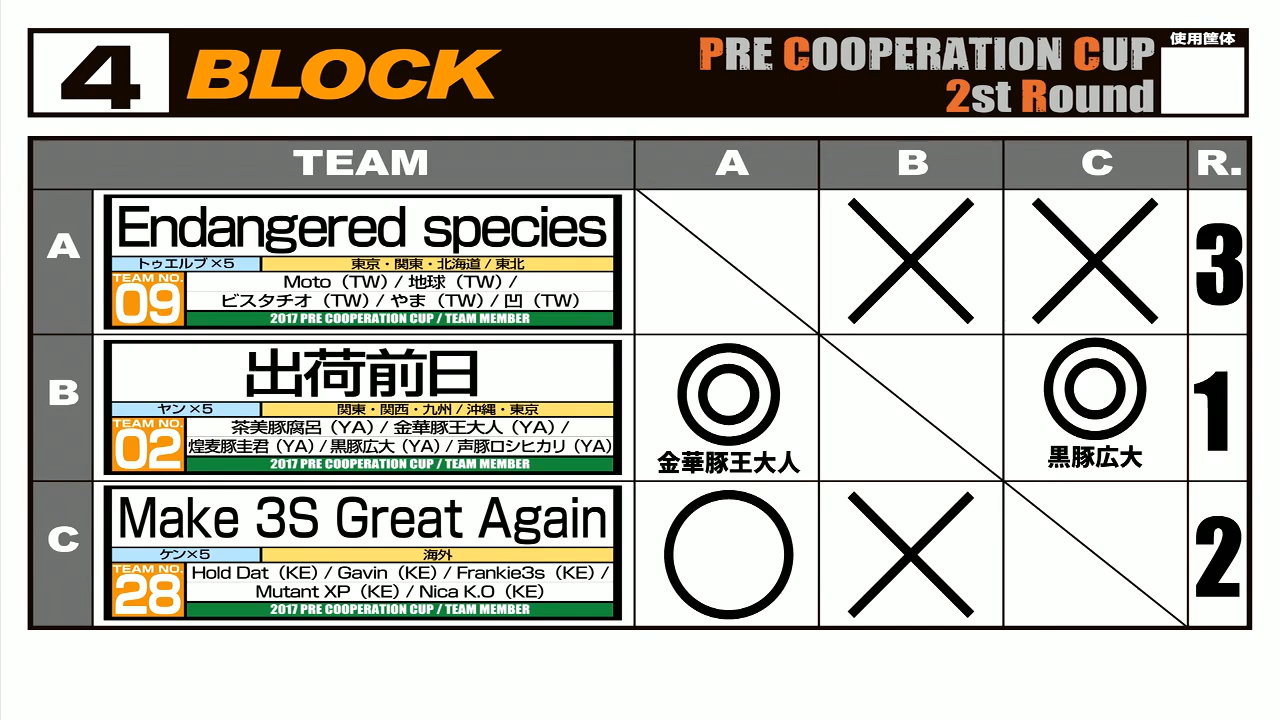 4 BLOCK
PRE COOPERATION CUP
2st Round
使用筐体
TEAM A B C R.
A
Endangered species
トゥエルブ×5 東京・関東・北海道 / 東北
TEAM NO.
09
Moto（TW）/ 地球（TW）/
ビスタチオ（TW）/ やま（TW）/ 凹（TW）
2017 PRE COOPERATION CUP / TEAM MEMBER
3
B
出荷前日
ヤン×5 関東・関西・九州 / 沖縄・東京
TEAM NO.
02
茶美豚腐呂（YA）/ 金華豚王大人（YA）/
煌麦豚圭君（YA）/ 黒豚広大（YA）/ 声豚ロシヒカリ（YA）
2017 PRE COOPERATION CUP / TEAM MEMBER
金華豚王大人
黒豚広大
1
C
Make 3S Great Again
ケン×5 海外
TEAM NO.
28
Hold Dat（KE）/ Gavin（KE）/ Frankie3s（KE）/
Mutant XP（KE）/ Nica K.O（KE）
2017 PRE COOPERATION CUP / TEAM MEMBER
2